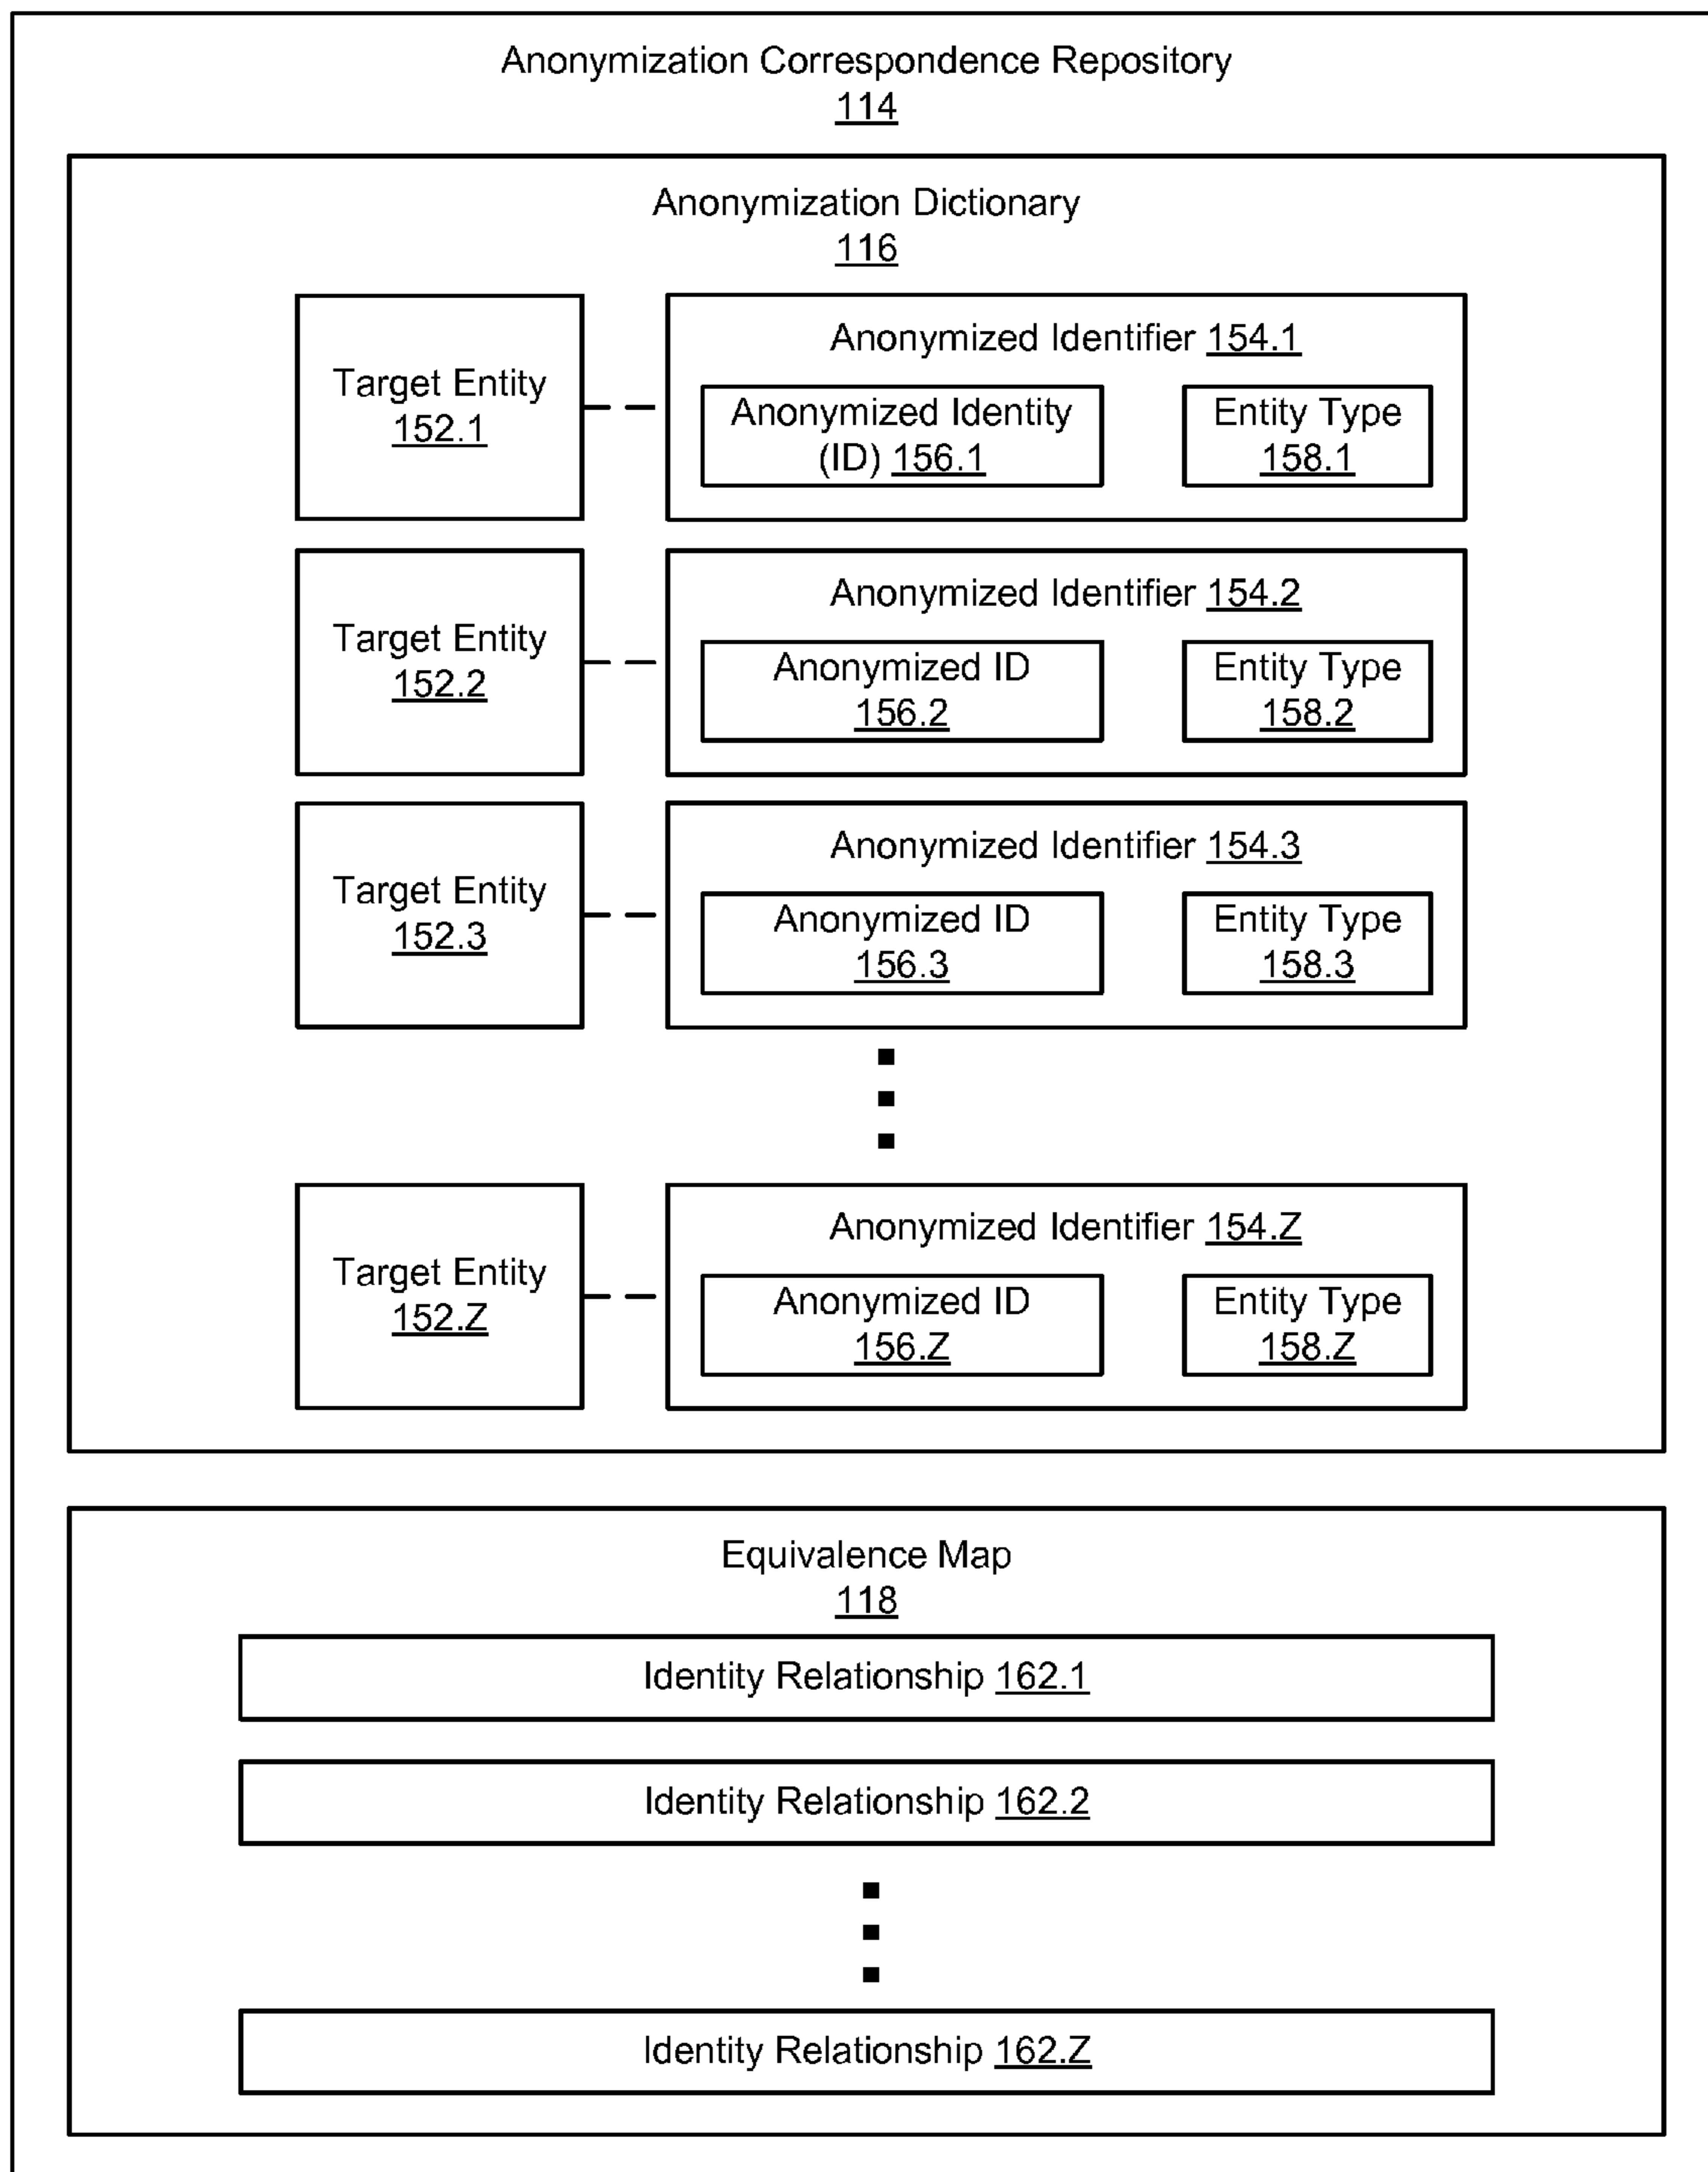 Anonymization Correspondence Repository
114
Anonymization Dictionary
116
Target Entity
152.1
Anonymized Identifier 154.1
Anonymized Identity
(ID) 156.1
Entity Type
158.1
Target Entity
152.2
Anonymized Identifier 154.2
Anonymized ID
156.2
Entity Type
158.2
Target Entity
152.3
Anonymized Identifier 154.3
Anonymized ID
156.3
Entity Type
158.3
Target Entity
152.Z
Anonymized Identifier 154.Z
Anonymized ID
156.Z
Entity Type
158.Z
Equivalence Map
118
Identity Relationship 162.1
Identity Relationship 162.2
Identity Relationship 162.Z